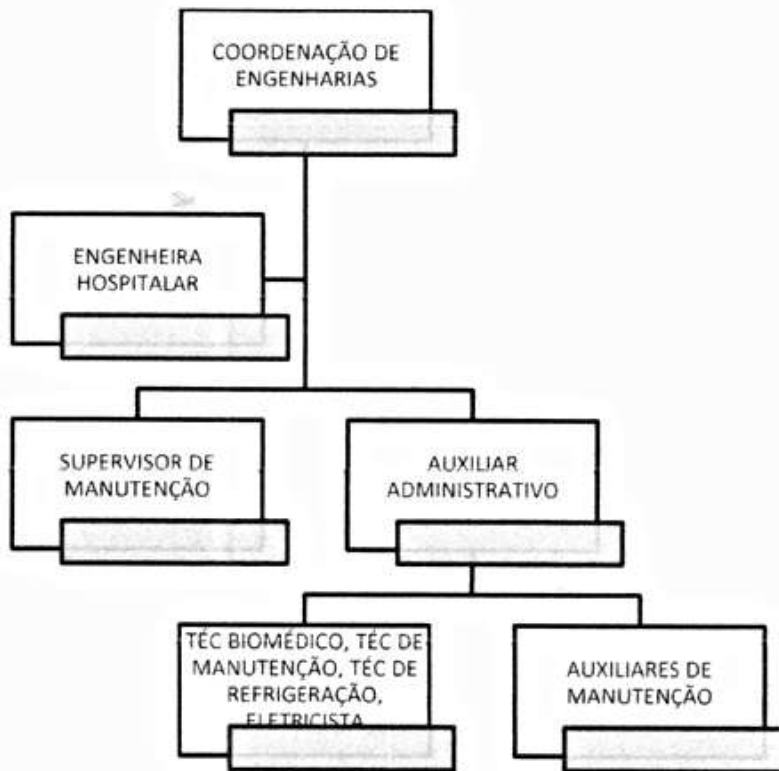 COORDENAÇÃO DE
ENGENHARIAS
ENGENHEIRA
HOSPITALAR
SUPERVISOR DE
MANUTENÇÃO
AUXILIAR
ADMINISTRATIVO
TÉC BIOMÉDICO, TÉC DE
MANUTENÇÃO, TÉC DE
REFRIGERAÇÃO,
ELETRICISTA
AUXILIARES DE
MANUTENÇÃO